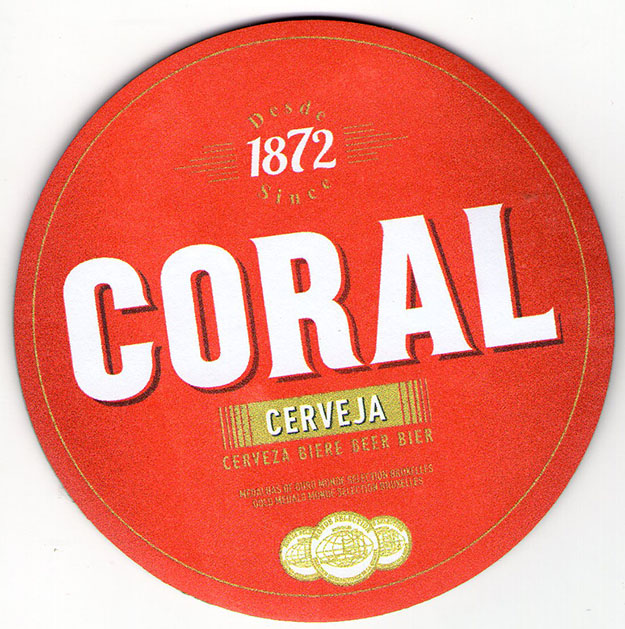 Desde
1872
Since
CORAL
CERVEJA
CERVEZA BIERE BEER BIER
MEDALHAS DE OURO MONDE SELECTION BRUXELLES
GOLD MEDALS MONDE SELECTION BRUXELLES